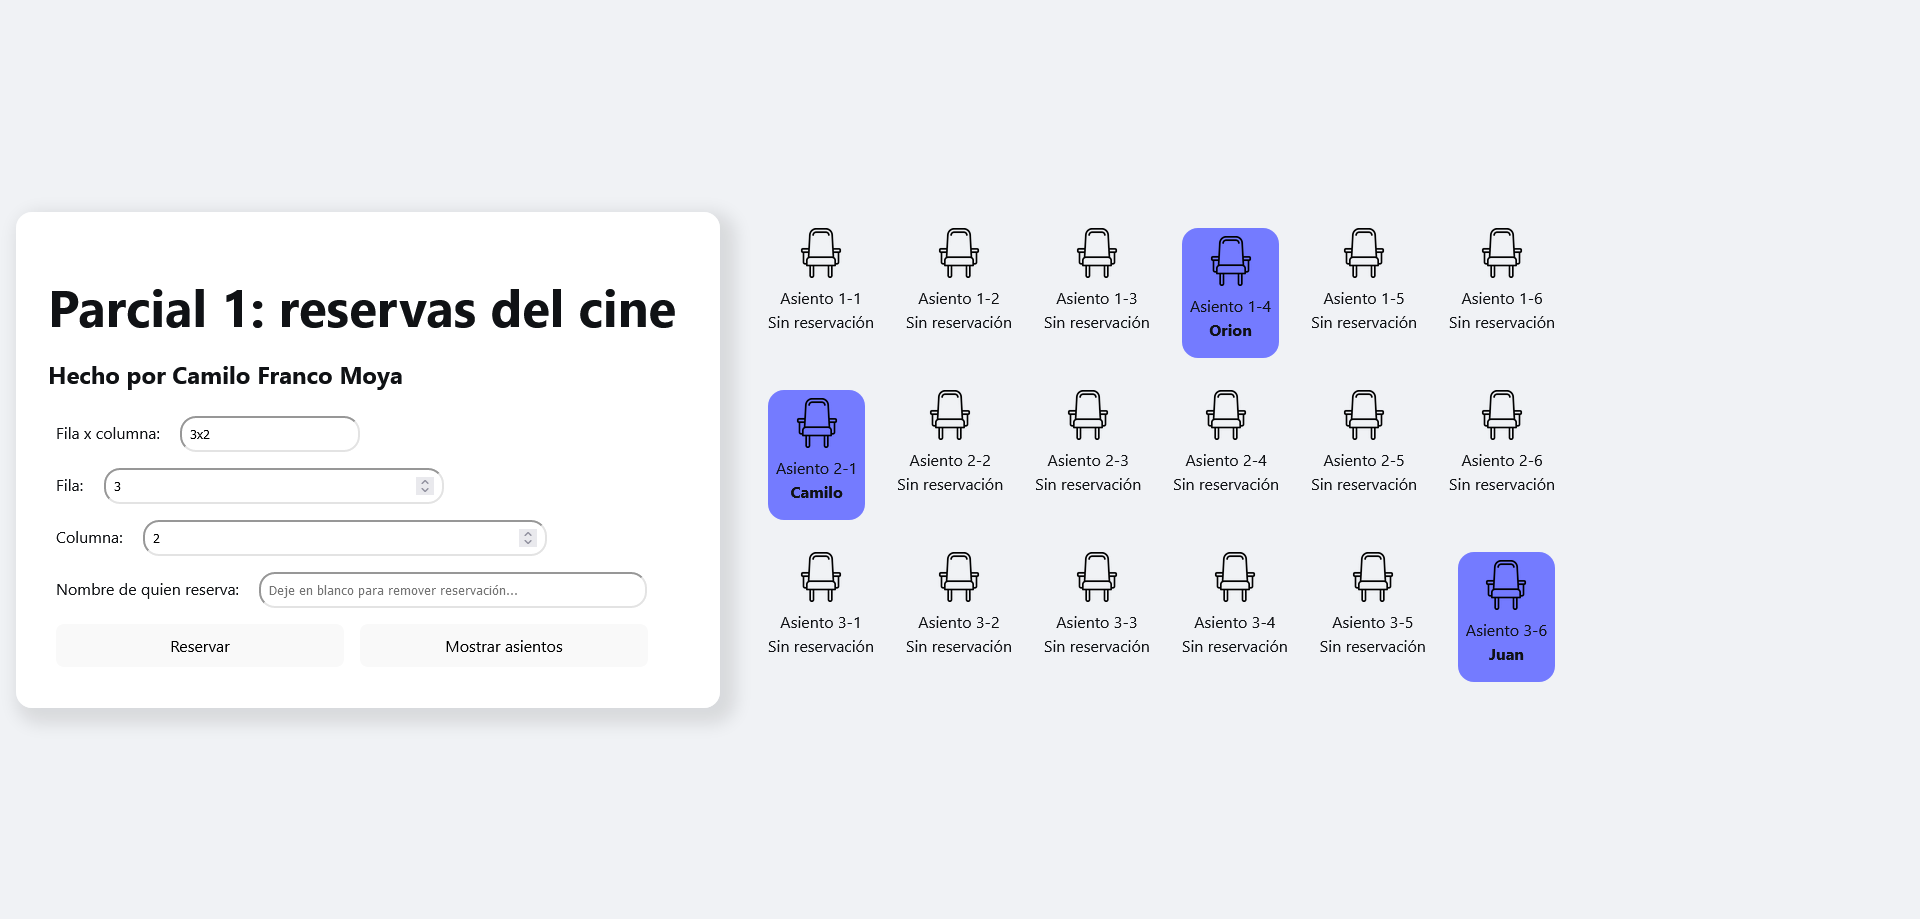 Parcial 1: reservas del cine
Hecho por Camilo Franco Moya
Fila x columna: 3x2
Fila: 3
Columna: 2
Nombre de quien reserva: Deje en blanco para remover reservación...
Reservar Mostrar asientos
Asiento 1-1
Sin reservación
Asiento 1-2
Sin reservación
Asiento 1-3
Sin reservación
Asiento 1-4
Orion
Asiento 1-5
Sin reservación
Asiento 1-6
Sin reservación
Asiento 2-1
Camilo
Asiento 2-2
Sin reservación
Asiento 2-3
Sin reservación
Asiento 2-4
Sin reservación
Asiento 2-5
Sin reservación
Asiento 2-6
Sin reservación
Asiento 3-1
Sin reservación
Asiento 3-2
Sin reservación
Asiento 3-3
Sin reservación
Asiento 3-4
Sin reservación
Asiento 3-5
Sin reservación
Asiento 3-6
Juan